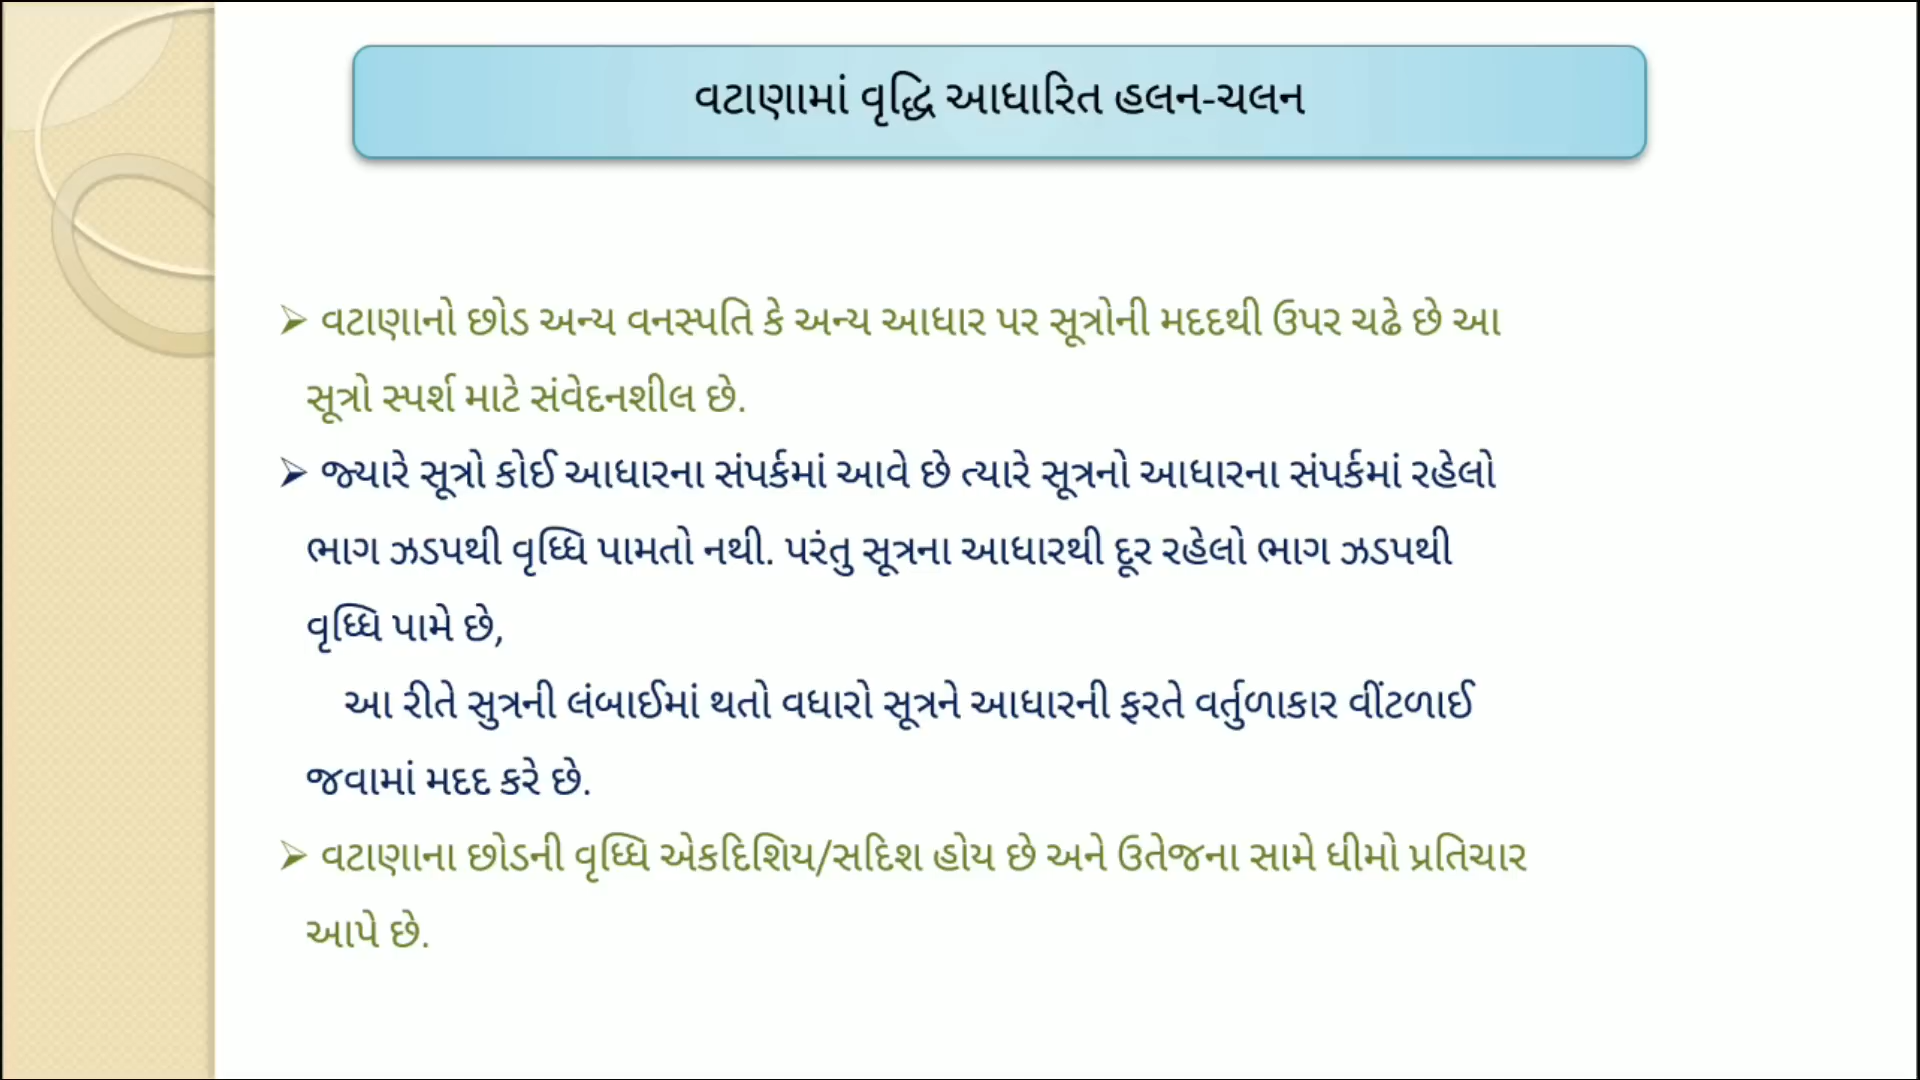 વટાણામાં વૃદ્ધિ આધારિત હલન-ચલન
➢ વટાણાનો છોડ અન્ય વનસ્પતિ કે અન્ય આધાર પર સૂત્રોની મદદથી ઉપર ચઢે છે આ
સૂત્રો સ્પર્શ માટે સંવેદનશીલ છે.
➢ જ્યારે સૂત્રો કોઈ આધારના સંપર્કમાં આવે છે ત્યારે સૂત્રનો આધારના સંપર્કમાં રહેલો
ભાગ ઝડપથી વૃધ્ધિ પામતો નથી. પરંતુ સૂત્રના આધારથી દૂર રહેલો ભાગ ઝડપથી
વૃધ્ધિ પામે છે,
આ રીતે સુત્રની લંબાઈમાં થતો વધારો સૂત્રને આધારની ફરતે વર્તુળાકાર વીંટળાઈ
જવામાં મદદ કરે છે.
➢ વટાણાના છોડની વૃધ્ધિ એકદિશિય/સદિશ હોય છે અને ઉતેજના સામે ધીમો પ્રતિચાર
આપે છે.